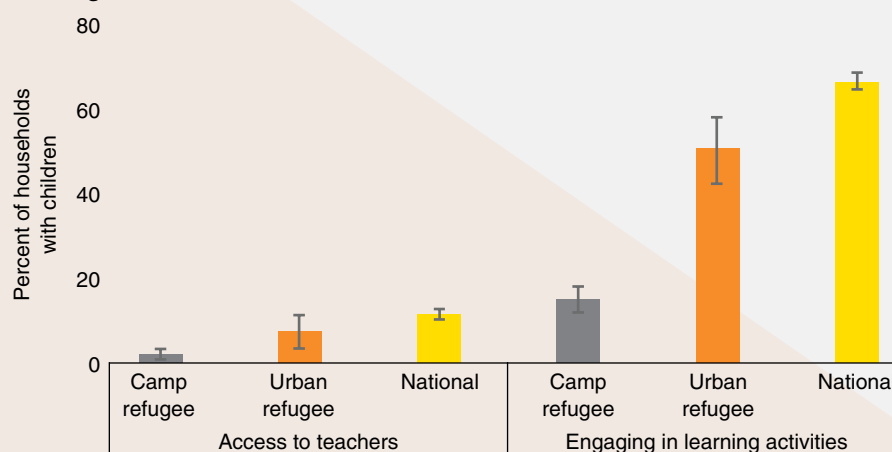 80
60
40
20
0
Percent of households
with children
Camp
refugee
Urban
refugee
National
Camp
refugee
Urban
refugee
Nationa
Access to teachers
Engaging in learning activities